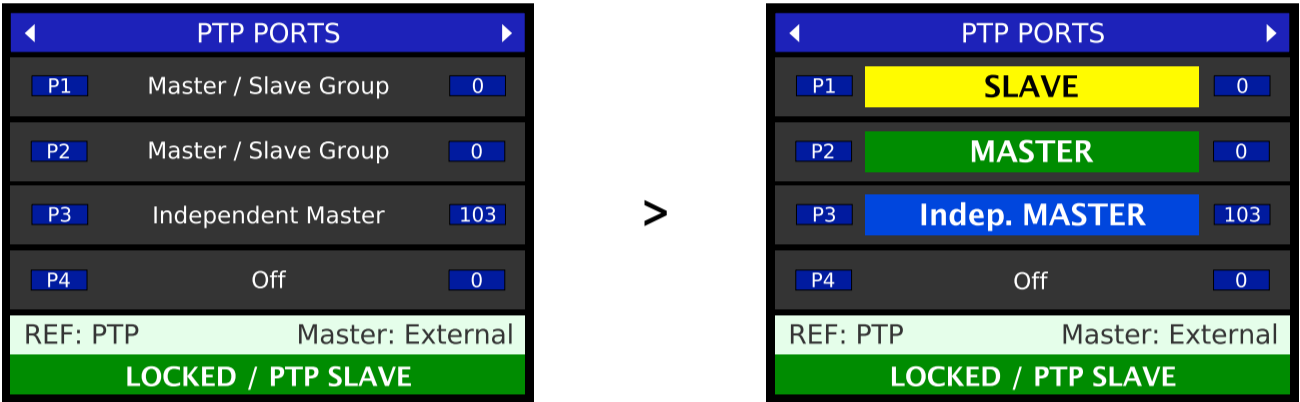 PTP PORTS
P1 Master / Slave Group 0
P2 Master / Slave Group 0
P3 Independent Master 103
P4 Off 0
REF: PTP Master: External
LOCKED / PTP SLAVE
>
PTP PORTS
P1 SLAVE 0
P2 MASTER 0
P3 Indep. MASTER 103
P4 Off 0
REF: PTP Master: External
LOCKED / PTP SLAVE